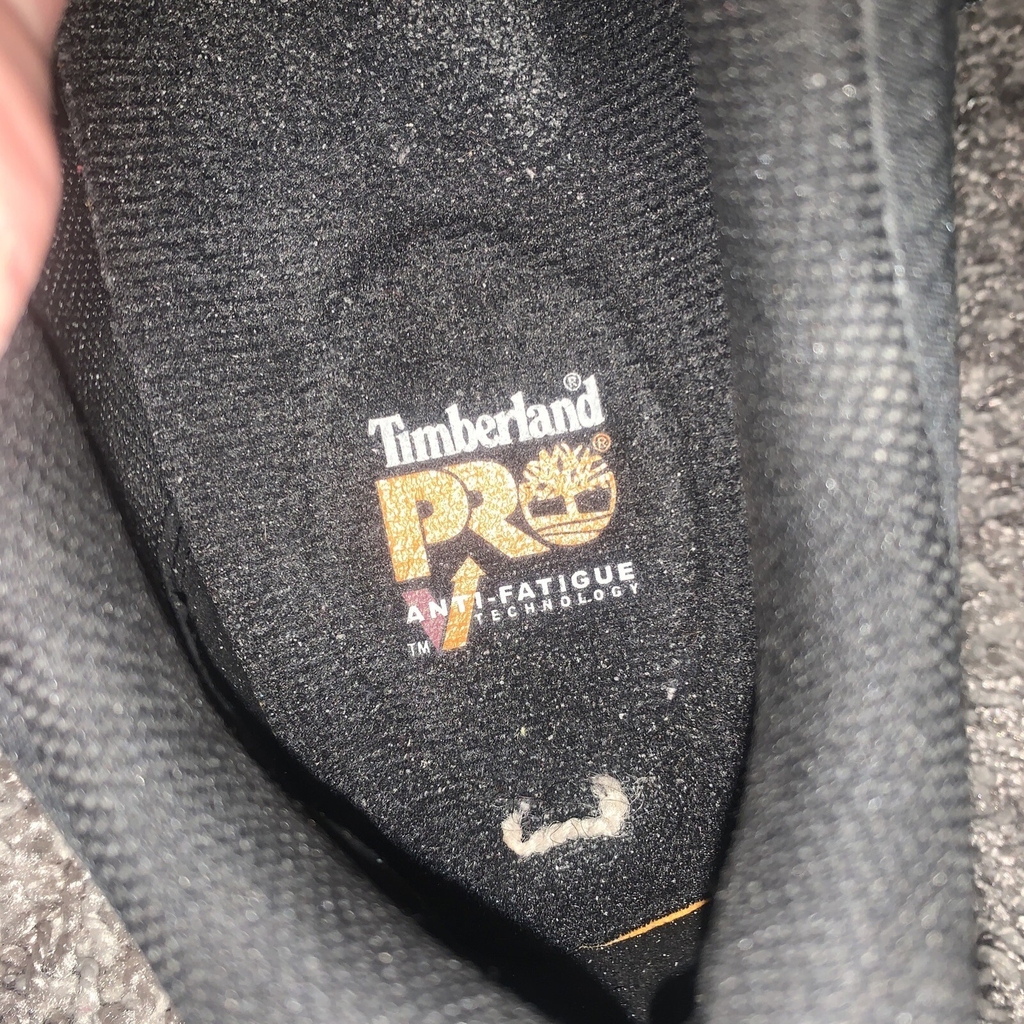 Timberland®
PRO®
ANTI-FATIGUE
TECHNOLOGY
TM